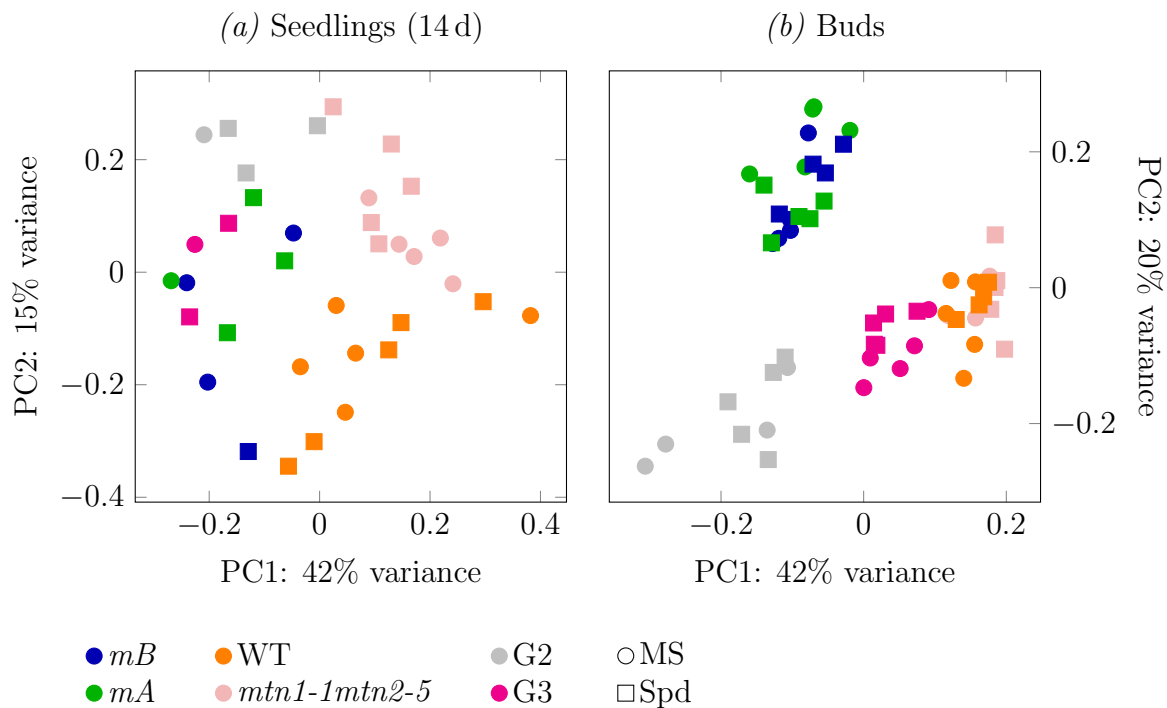 (a) Seedlings (14 d)
(b) Buds
0.2
0
−0.2
−0.4
PC2: 15% variance
−0.2
0
0.2
0.4
PC1: 42% variance
0.2
0
−0.2
PC2: 20% variance
−0.2
0
0.2
PC1: 42% variance
mB
WT
G2
MS
mA
mtn1-1mtn2-5
G3
Spd